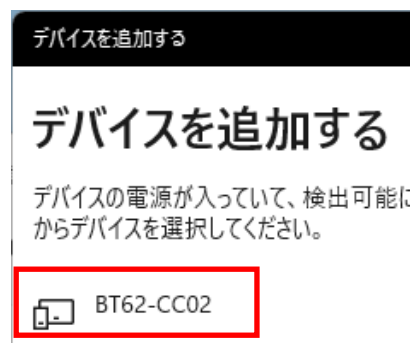 デバイスを追加する
デバイスを追加する
デバイスの電源が入っていて、検出可能に
からデバイスを選択してください。
BT62-CC02